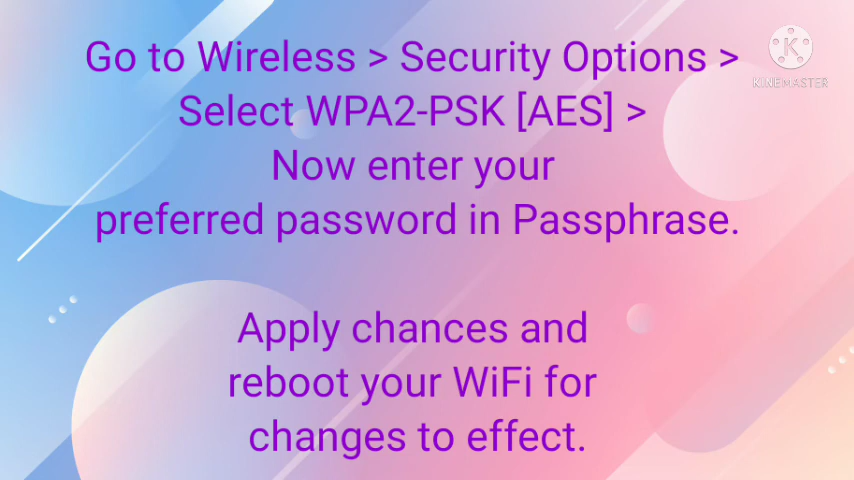 Go to Wireless > Security Options >
Select WPA2-PSK [AES] >
Now enter your
preferred password in Passphrase.
Apply chances and
reboot your WiFi for
changes to effect.
K
KINEMASTER